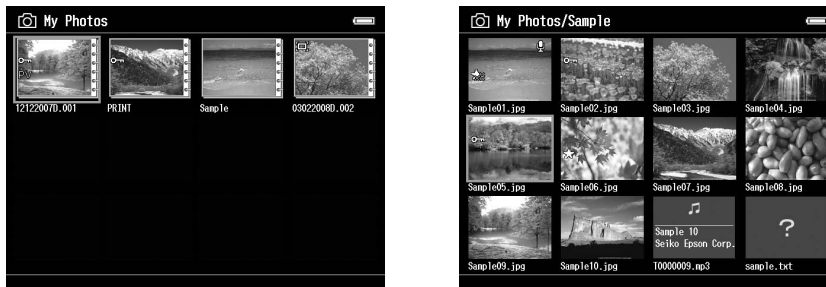 My Photos
12122007D.001
PRINT
Sample
03022008D.002
My Photos/Sample
Sample01.jpg
Sample02.jpg
Sample03.jpg
Sample04.jpg
Sample05.jpg
Sample06.jpg
Sample07.jpg
Sample08.jpg
Sample 10
Seiko Epson Corp.
?
Sample09.jpg
Sample10.jpg
T0000009.mp3
sample.txt